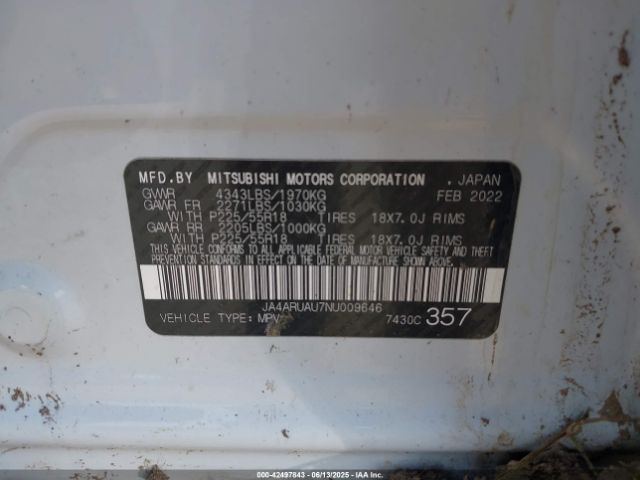 MFD.BY MITSUBISHI MOTORS CORPORATION , JAPAN
GVWR 4343LBS/1970KG FEB 2022
GAWR FR 2271LBS/1030KG
WITH P225/55R18 TIRES 18X7.0J RIMS
GAWR RR 2205LBS/1000KG
WITH P225/55R18 TIRES 18X7.0J RIMS
THIS VEHICLE CONFORMS TO ALL APPLICABLE FEDERAL MOTOR VEHICLE SAFETY AND THEFT
PREVENTION STANDARDS IN EFFECT ON THE DATE OF MANUFACTURE SHOWN ABOVE.
JA4ARUAU7NU009646
VEHICLE TYPE: MPV 7430C 357
000-42497843 - 06/13/2025 - IAAI.COM